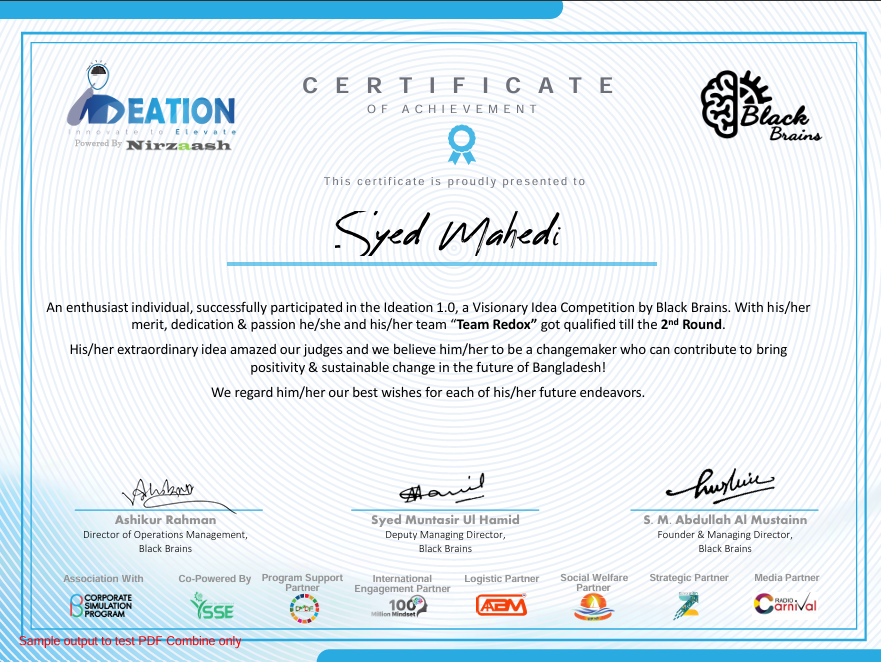 IDEATION
Innovate to Elevate
Powered By Nirzaash
CERTIFICATE
OF ACHIEVEMENT
Black
Brains
This certificate is proudly presented to
Syed Mahedi
An enthusiast individual, successfully participated in the Ideation 1.0, a Visionary Idea Competition by Black Brains. With his/her
merit, dedication & passion he/she and his/her team “Team Redox” got qualified till the 2nd Round.
His/her extraordinary idea amazed our judges and we believe him/her to be a changemaker who can contribute to bring
positivity & sustainable change in the future of Bangladesh!
We regard him/her our best wishes for each of his/her future endeavors.
Ashikur Rahman
Director of Operations Management,
Black Brains
Syed Muntasir Ul Hamid
Deputy Managing Director,
Black Brains
S. M. Abdullah Al Mustainn
Founder & Managing Director,
Black Brains
Association With
CORPORATE
SIMULATION
PROGRAM
Co-Powered By
YSSE
Program Support
Partner
International
Engagement Partner
100
Million Mindset
Logistic Partner
ABM
Social Welfare
Partner
Strategic Partner
Media Partner
RADIO
Carnival
Sample output to test PDF Combine only